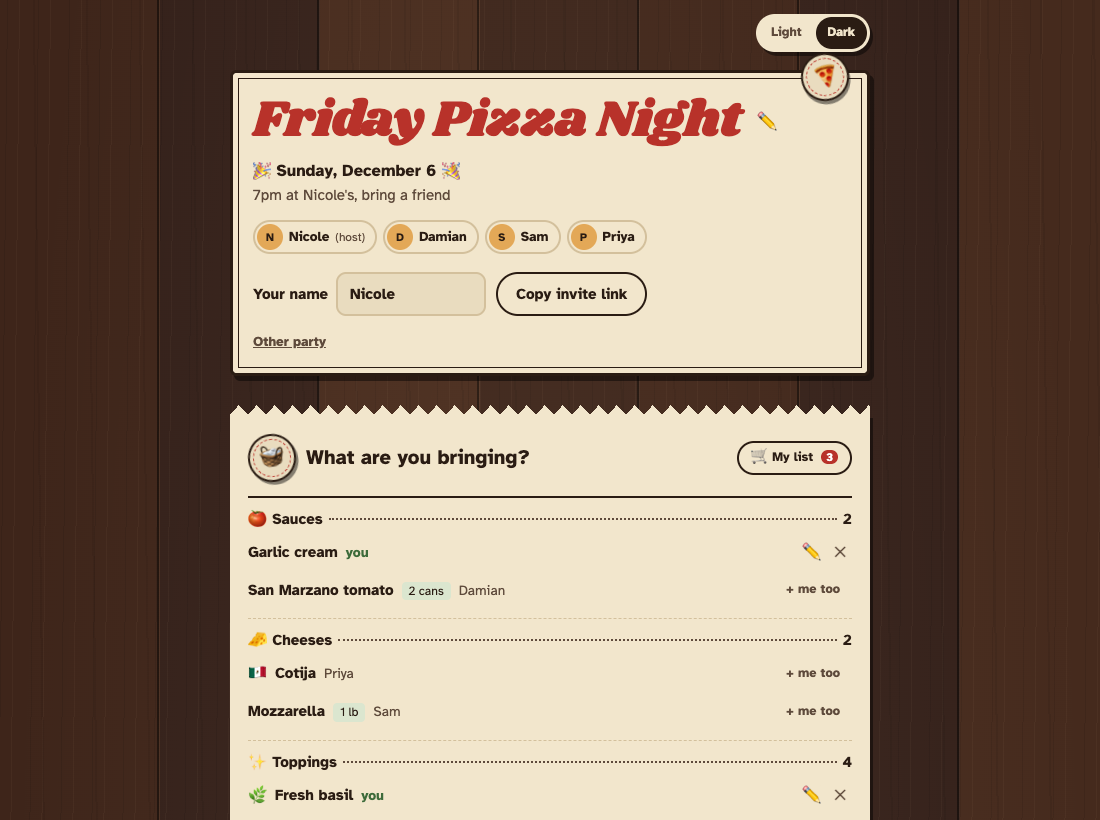 Light Dark
Friday Pizza Night
Sunday, December 6
7pm at Nicole's, bring a friend
N Nicole (host) D Damian S Sam P Priya
Your name Nicole Copy invite link
Other party
What are you bringing? My list 3
Sauces 2
Garlic cream you
San Marzano tomato 2 cans Damian + me too
Cheeses 2
Cotija Priya + me too
Mozzarella 1 lb Sam + me too
Toppings 4
Fresh basil you